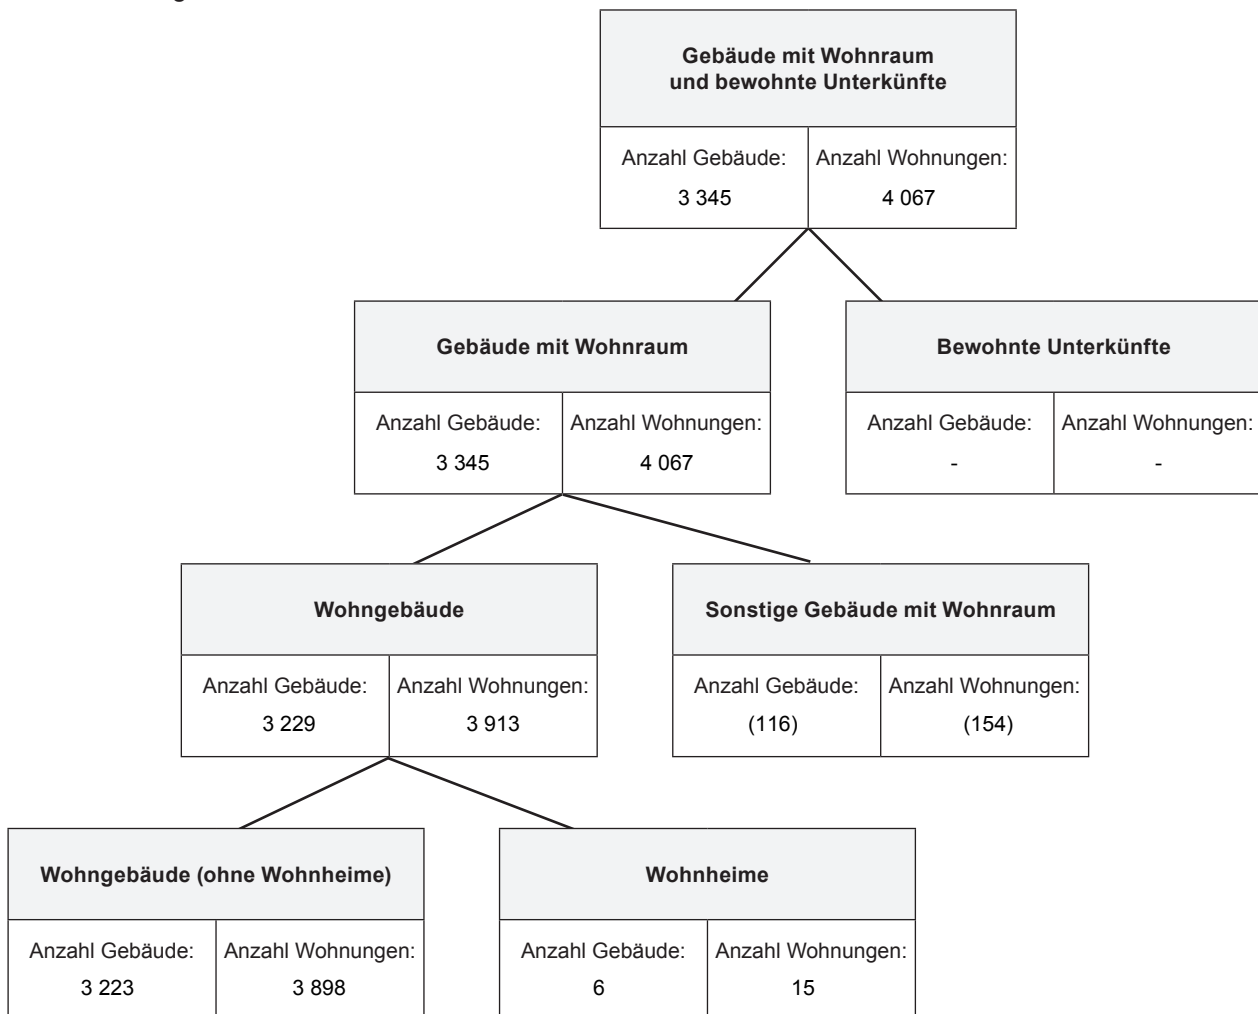 Gebäude mit Wohnraum
und bewohnte Unterkünfte
Anzahl Gebäude: Anzahl Wohnungen:
3 345 4 067
Gebäude mit Wohnraum Bewohnte Unterkünfte
Anzahl Gebäude: Anzahl Wohnungen: Anzahl Gebäude: Anzahl Wohnungen:
3 345 4 067 - -
Wohngebäude Sonstige Gebäude mit Wohnraum
Anzahl Gebäude: Anzahl Wohnungen: Anzahl Gebäude: Anzahl Wohnungen:
3 229 3 913 (116) (154)
Wohngebäude (ohne Wohnheime) Wohnheime
Anzahl Gebäude: Anzahl Wohnungen: Anzahl Gebäude: Anzahl Wohnungen:
3 223 3 898 6 15